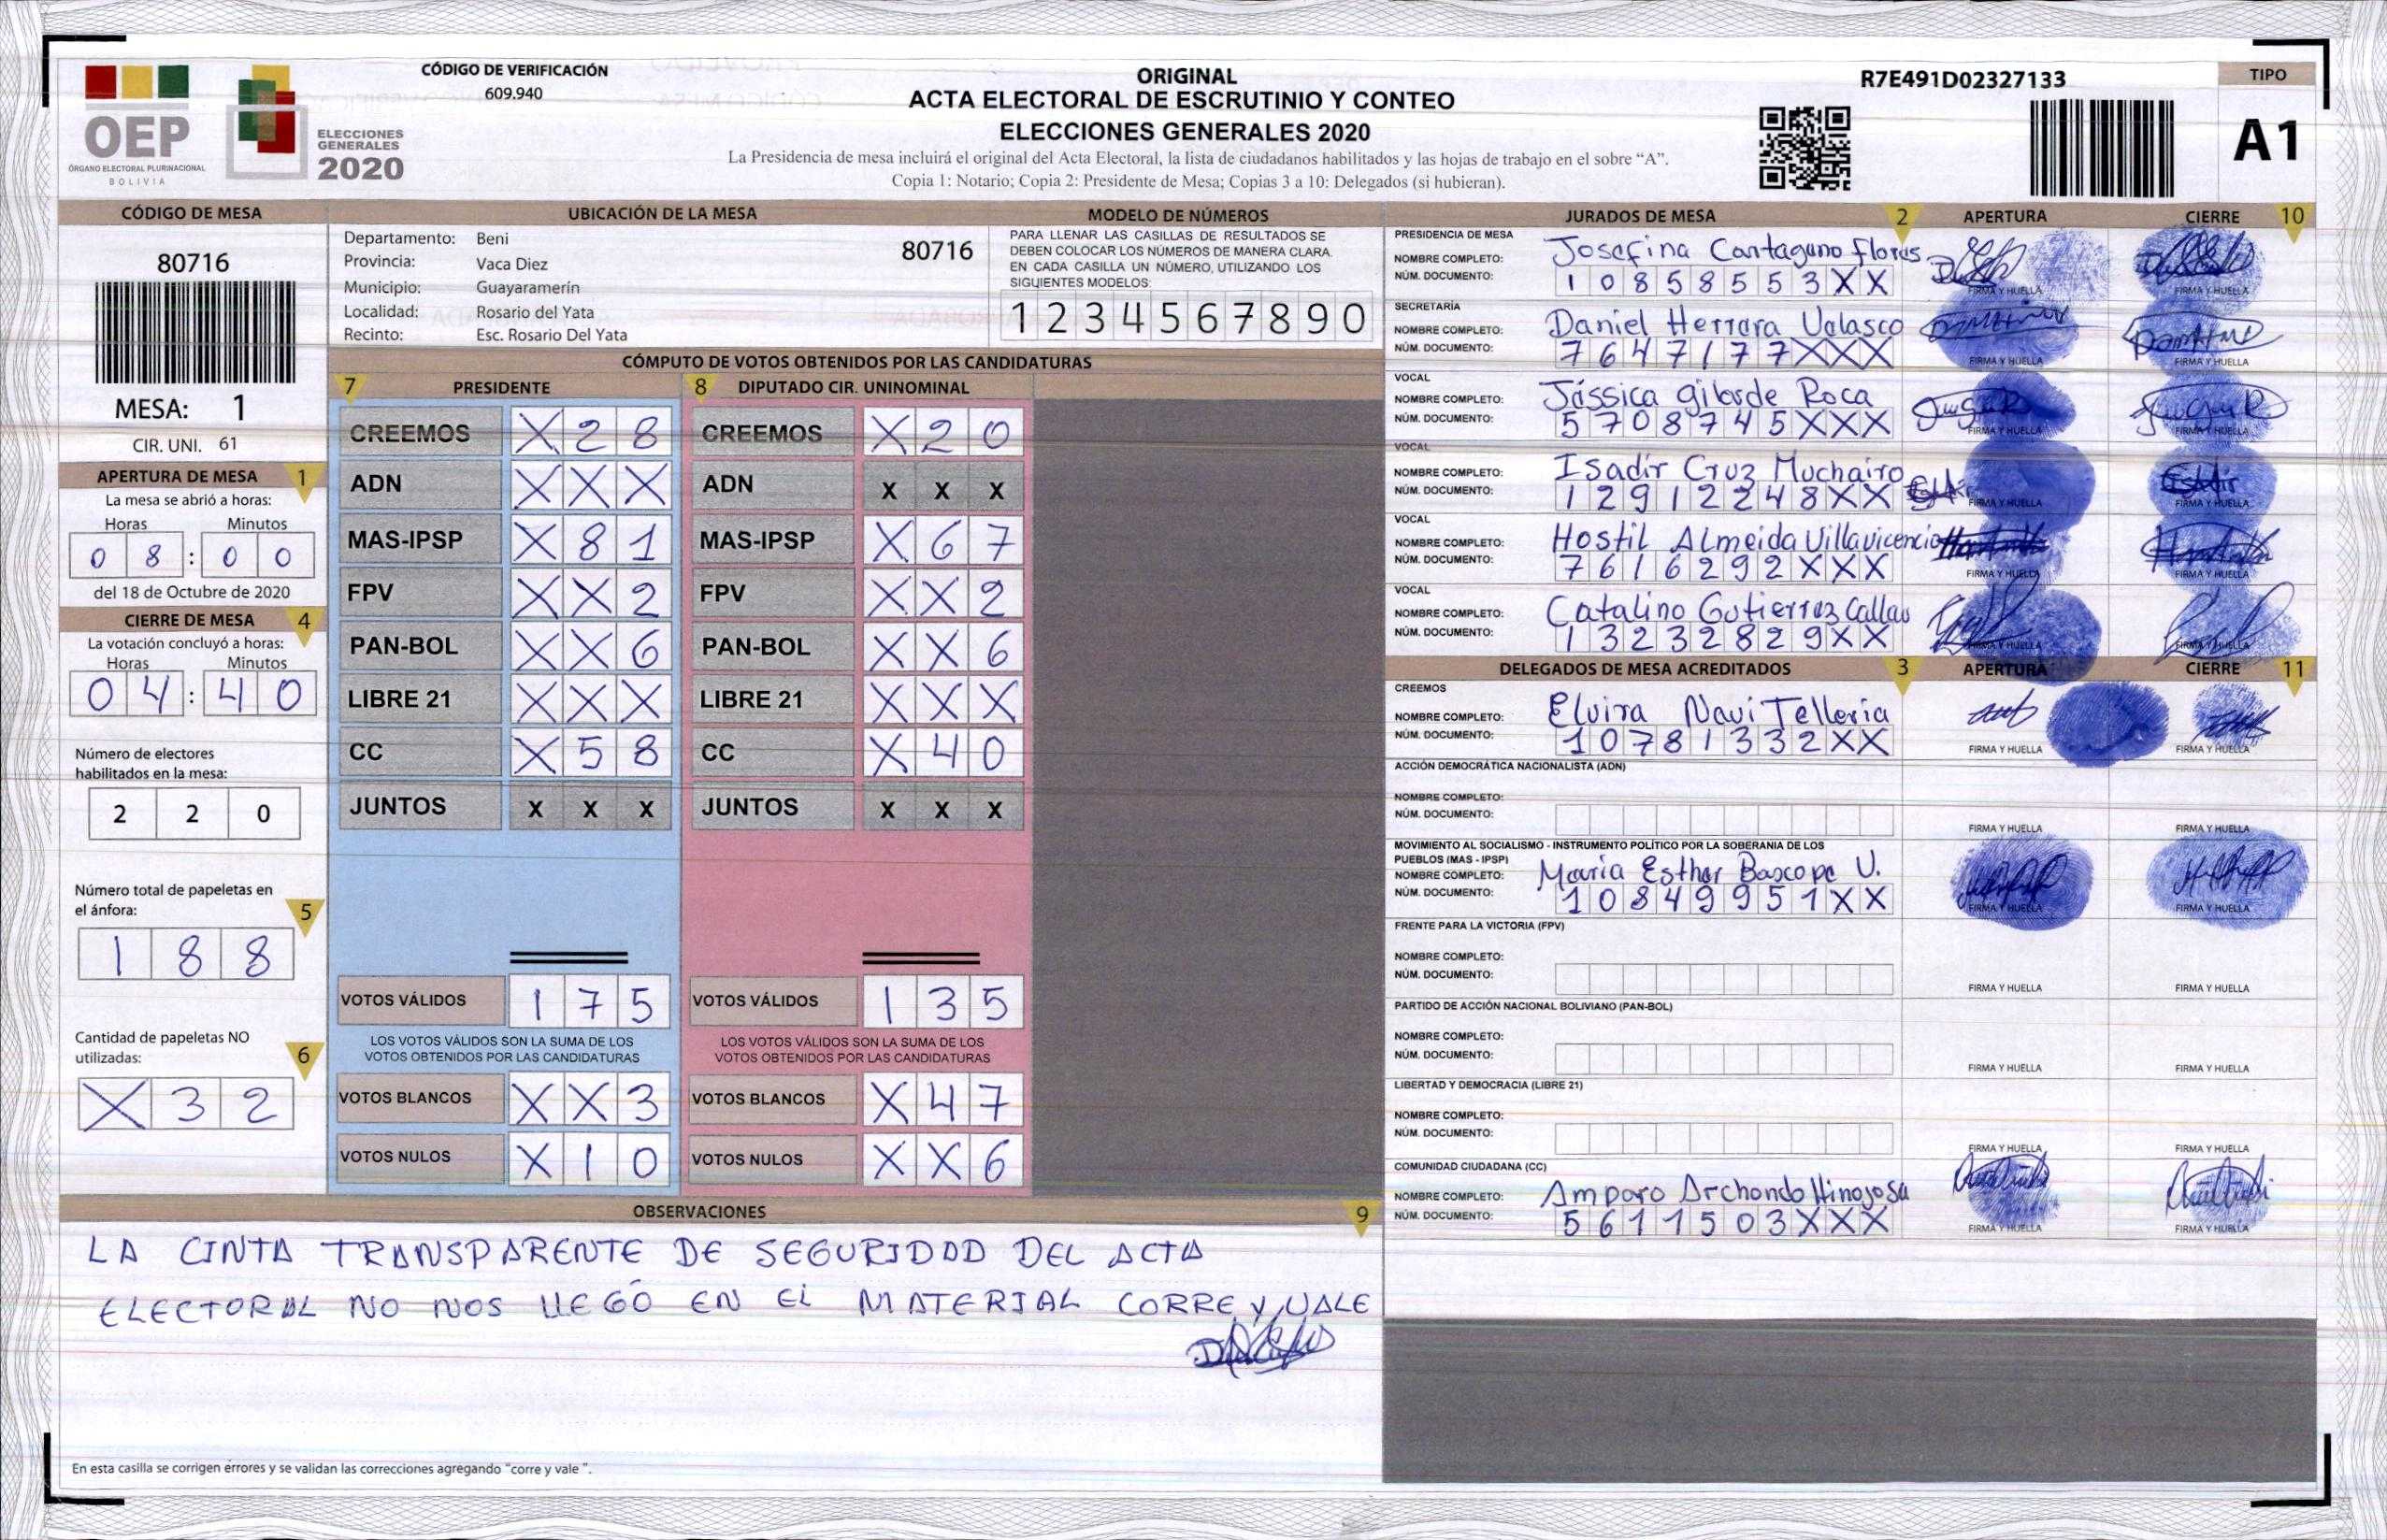 OEP
ÓRGANO ELECTORAL PLURINACIONAL
BOLIVIA
ELECCIONES
GENERALES
2020
CÓDIGO DE VERIFICACIÓN
609.940
ORIGINAL
ACTA ELECTORAL DE ESCRUTINIO Y CONTEO
ELECCIONES GENERALES 2020
La Presidencia de mesa incluirá el original del Acta Electoral, la lista de ciudadanos habilitados y las hojas de trabajo en el sobre “A”.
Copia 1: Notario; Copia 2: Presidente de Mesa; Copias 3 a 10: Delegados (si hubieran).
R7E491D02327133
TIPO
A1
CÓDIGO DE MESA
80716
MESA: 1
CIR. UNI. 61
APERTURA DE MESA 1
La mesa se abrió a horas:
Horas Minutos
0 8 : 0 0
del 18 de Octubre de 2020
CIERRE DE MESA 4
La votación concluyó a horas:
Horas Minutos
0 4 : 4 0
Número de electores
habilitados en la mesa:
2 2 0
Número total de papeletas en
el ánfora: 5
1 8 8
Cantidad de papeletas NO
utilizadas: 6
X 3 2
UBICACIÓN DE LA MESA
Departamento: Beni
80716
Provincia: Vaca Diez
Municipio: Guayaramerín
Localidad: Rosario del Yata
Recinto: Esc. Rosario Del Yata
MODELO DE NÚMEROS
PARA LLENAR LAS CASILLAS DE RESULTADOS SE
DEBEN COLOCAR LOS NÚMEROS DE MANERA CLARA.
EN CADA CASILLA UN NÚMERO, UTILIZANDO LOS
SIGUIENTES MODELOS:
1 2 3 4 5 6 7 8 9 0
CÓMPUTO DE VOTOS OBTENIDOS POR LAS CANDIDATURAS
7 PRESIDENTE
CREEMOS X 2 8
ADN X X X
MAS-IPSP X 8 1
FPV X X 2
PAN-BOL X X 6
LIBRE 21 X X X
CC X 5 8
JUNTOS X X X
VOTOS VÁLIDOS 1 7 5
LOS VOTOS VÁLIDOS SON LA SUMA DE LOS
VOTOS OBTENIDOS POR LAS CANDIDATURAS
VOTOS BLANCOS X X 3
VOTOS NULOS X 1 0
8 DIPUTADO CIR. UNINOMINAL
CREEMOS X 2 0
ADN X X X
MAS-IPSP X 6 7
FPV X X 2
PAN-BOL X X 6
LIBRE 21 X X X
CC X 4 0
JUNTOS X X X
VOTOS VÁLIDOS 1 3 5
LOS VOTOS VÁLIDOS SON LA SUMA DE LOS
VOTOS OBTENIDOS POR LAS CANDIDATURAS
VOTOS BLANCOS X 4 7
VOTOS NULOS X X 6
OBSERVACIONES 9
LA CINTA TRANSPARENTE DE SEGURIDAD DEL ACTA
ELECTORAL NO NOS LLEGÓ EN EL MATERIAL CORRE Y VALE
En esta casilla se corrigen errores y se validan las correcciones agregando “corre y vale ”.
JURADOS DE MESA 2 APERTURA CIERRE 10
PRESIDENCIA DE MESA
NOMBRE COMPLETO: Josefina Cartagena Flores
NÚM. DOCUMENTO: 1 0 8 5 8 5 5 3 X X
FIRMA Y HUELLA FIRMA Y HUELLA
SECRETARÍA
NOMBRE COMPLETO: Daniel Herrera Velasco
NÚM. DOCUMENTO: 7 6 4 7 1 7 7 X X X
FIRMA Y HUELLA FIRMA Y HUELLA
VOCAL
NOMBRE COMPLETO: Jéssica Gilarde Roca
NÚM. DOCUMENTO: 5 7 0 8 7 4 5 X X X
FIRMA Y HUELLA FIRMA Y HUELLA
VOCAL
NOMBRE COMPLETO: Isadir Cruz Muchairo
NÚM. DOCUMENTO: 1 2 9 1 2 2 4 8 X X
FIRMA Y HUELLA FIRMA Y HUELLA
VOCAL
NOMBRE COMPLETO: Hostil Almeida Villavicencio
NÚM. DOCUMENTO: 7 6 1 6 2 9 2 X X X
FIRMA Y HUELLA FIRMA Y HUELLA
VOCAL
NOMBRE COMPLETO: Catalino Gutierrez Callau
NÚM. DOCUMENTO: 1 3 2 3 2 8 2 9 X X
FIRMA Y HUELLA FIRMA Y HUELLA
DELEGADOS DE MESA ACREDITADOS 3 APERTURA CIERRE 11
CREEMOS
NOMBRE COMPLETO: Elvira Navi Telleria
NÚM. DOCUMENTO: 1 0 7 8 1 3 3 2 X X
FIRMA Y HUELLA FIRMA Y HUELLA
ACCIÓN DEMOCRÁTICA NACIONALISTA (ADN)
NOMBRE COMPLETO:
NÚM. DOCUMENTO:
FIRMA Y HUELLA FIRMA Y HUELLA
MOVIMIENTO AL SOCIALISMO - INSTRUMENTO POLÍTICO POR LA SOBERANIA DE LOS
PUEBLOS (MAS - IPSP)
NOMBRE COMPLETO: Maria Esther Bascope V.
NÚM. DOCUMENTO: 1 0 8 4 9 9 5 1 X X
FIRMA Y HUELLA FIRMA Y HUELLA
FRENTE PARA LA VICTORIA (FPV)
NOMBRE COMPLETO:
NÚM. DOCUMENTO:
FIRMA Y HUELLA FIRMA Y HUELLA
PARTIDO DE ACCIÓN NACIONAL BOLIVIANO (PAN-BOL)
NOMBRE COMPLETO:
NÚM. DOCUMENTO:
FIRMA Y HUELLA FIRMA Y HUELLA
LIBERTAD Y DEMOCRACIA (LIBRE 21)
NOMBRE COMPLETO:
NÚM. DOCUMENTO:
FIRMA Y HUELLA FIRMA Y HUELLA
COMUNIDAD CIUDADANA (CC)
NOMBRE COMPLETO: Amparo Archondo Hinojosa
NÚM. DOCUMENTO: 5 6 1 1 5 0 3 X X X
FIRMA Y HUELLA FIRMA Y HUELLA